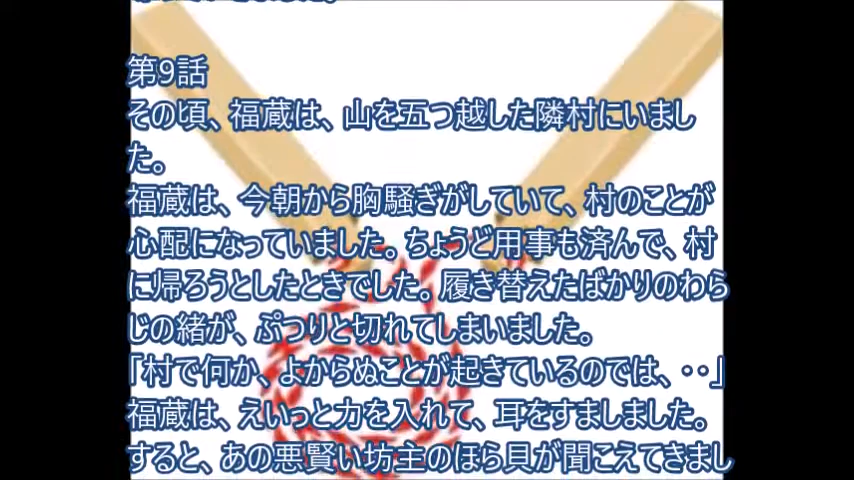 第9話
その頃、福蔵は、山を五つ越した隣村にいまし
た。
福蔵は、今朝から胸騒ぎがしていて、村のことが
心配になっていました。ちょうど用事も済んで、村
に帰ろうとしたときでした。履き替えたばかりのわら
じの緒が、ぷつりと切れてしまいました。
「村で何か、よからぬことが起きているのでは、・・」
福蔵は、えいっと力を入れて、耳をすましました。
すると、あの悪賢い坊主のほら貝が聞こえてきまし